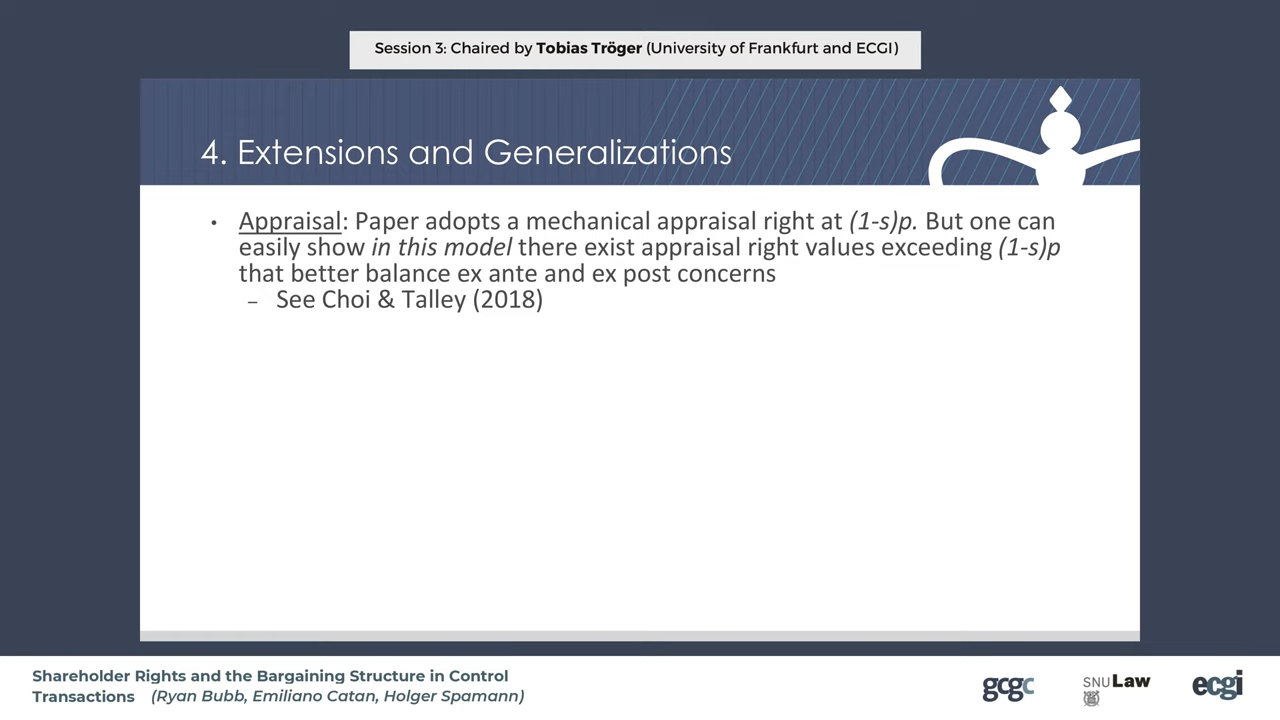 Session 3: Chaired by Tobias Tröger (University of Frankfurt and ECGI)
4. Extensions and Generalizations
• Appraisal: Paper adopts a mechanical appraisal right at (1-s)p. But one can
easily show in this model there exist appraisal right values exceeding (1-s)p
that better balance ex ante and ex post concerns
– See Choi & Talley (2018)
Shareholder Rights and the Bargaining Structure in Control
Transactions (Ryan Bubb, Emiliano Catan, Holger Spamann)
gcgc
SNU Law
ecgi